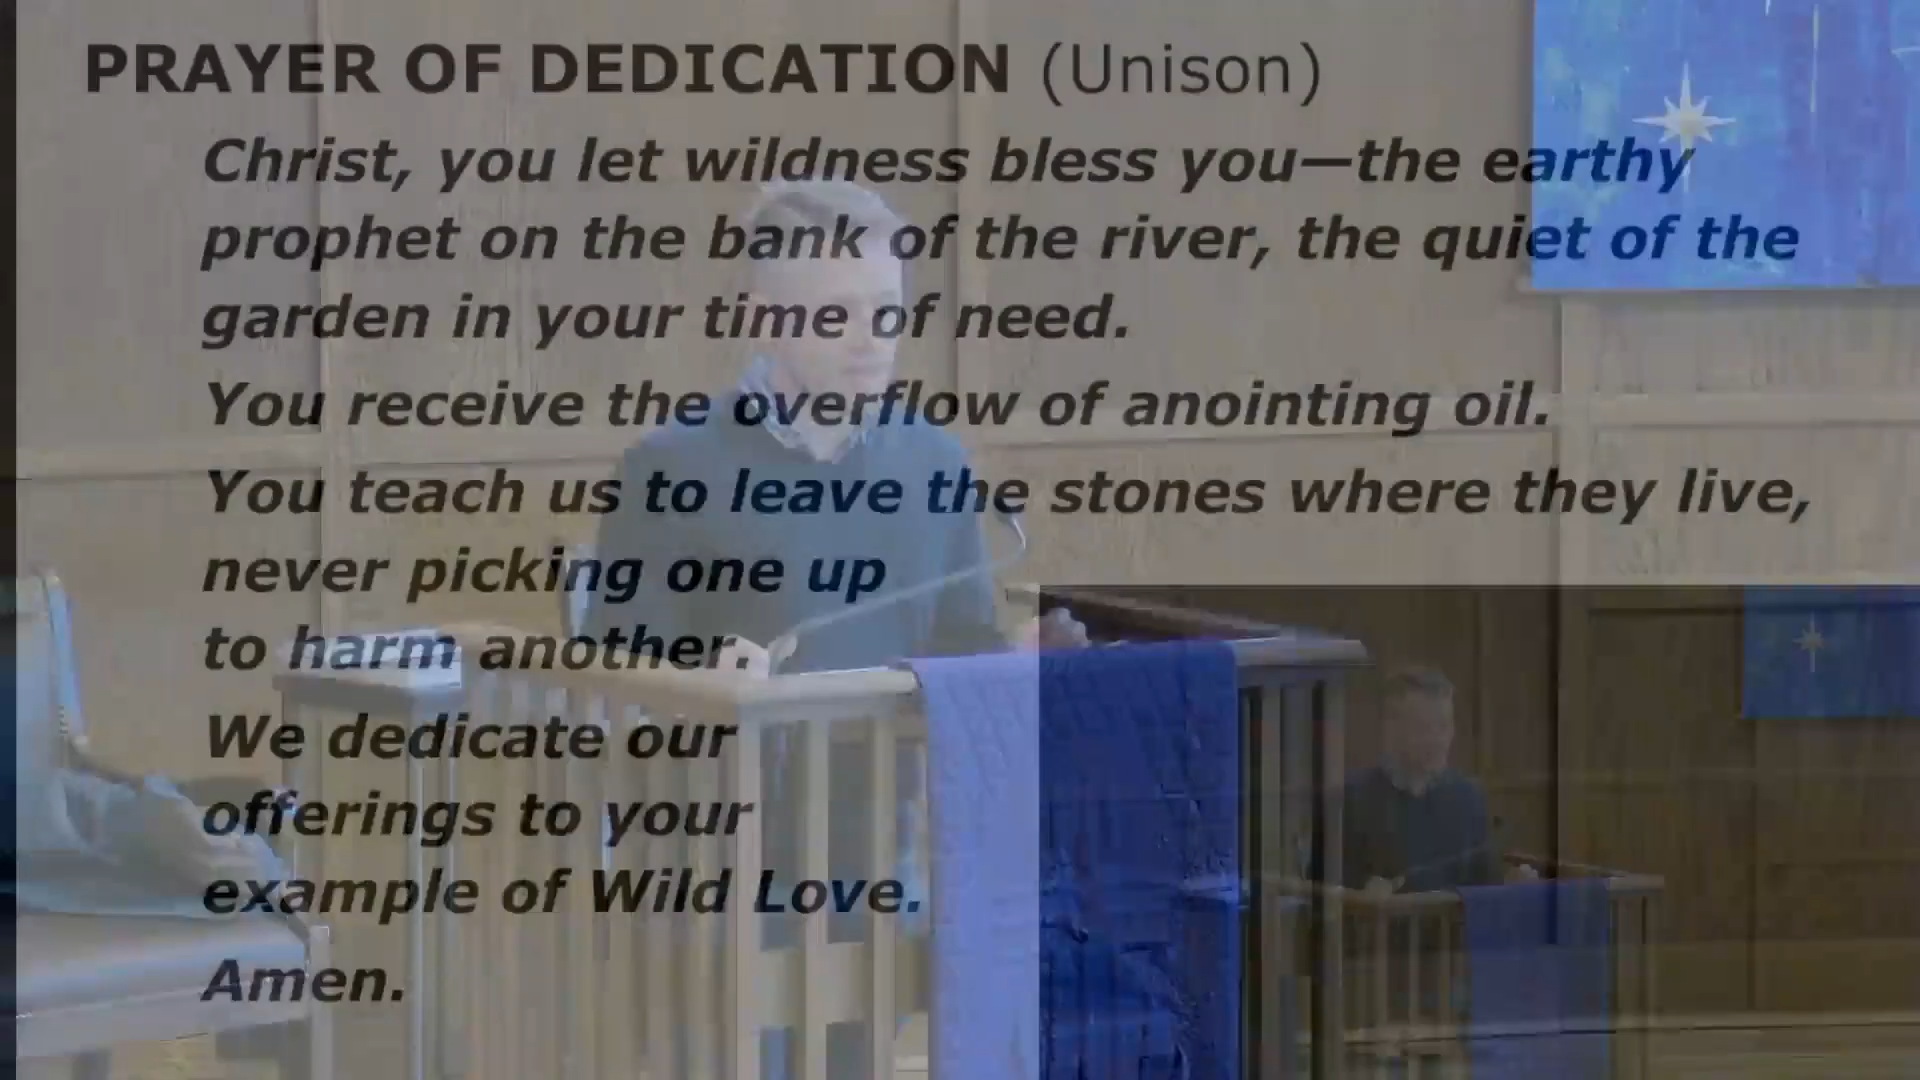 PRAYER OF DEDICATION (Unison)
Christ, you let wildness bless you—the earthy
prophet on the bank of the river, the quiet of the
garden in your time of need.
You receive the overflow of anointing oil.
You teach us to leave the stones where they live,
never picking one up
to harm another.
We dedicate our
offerings to your
example of Wild Love.
Amen.